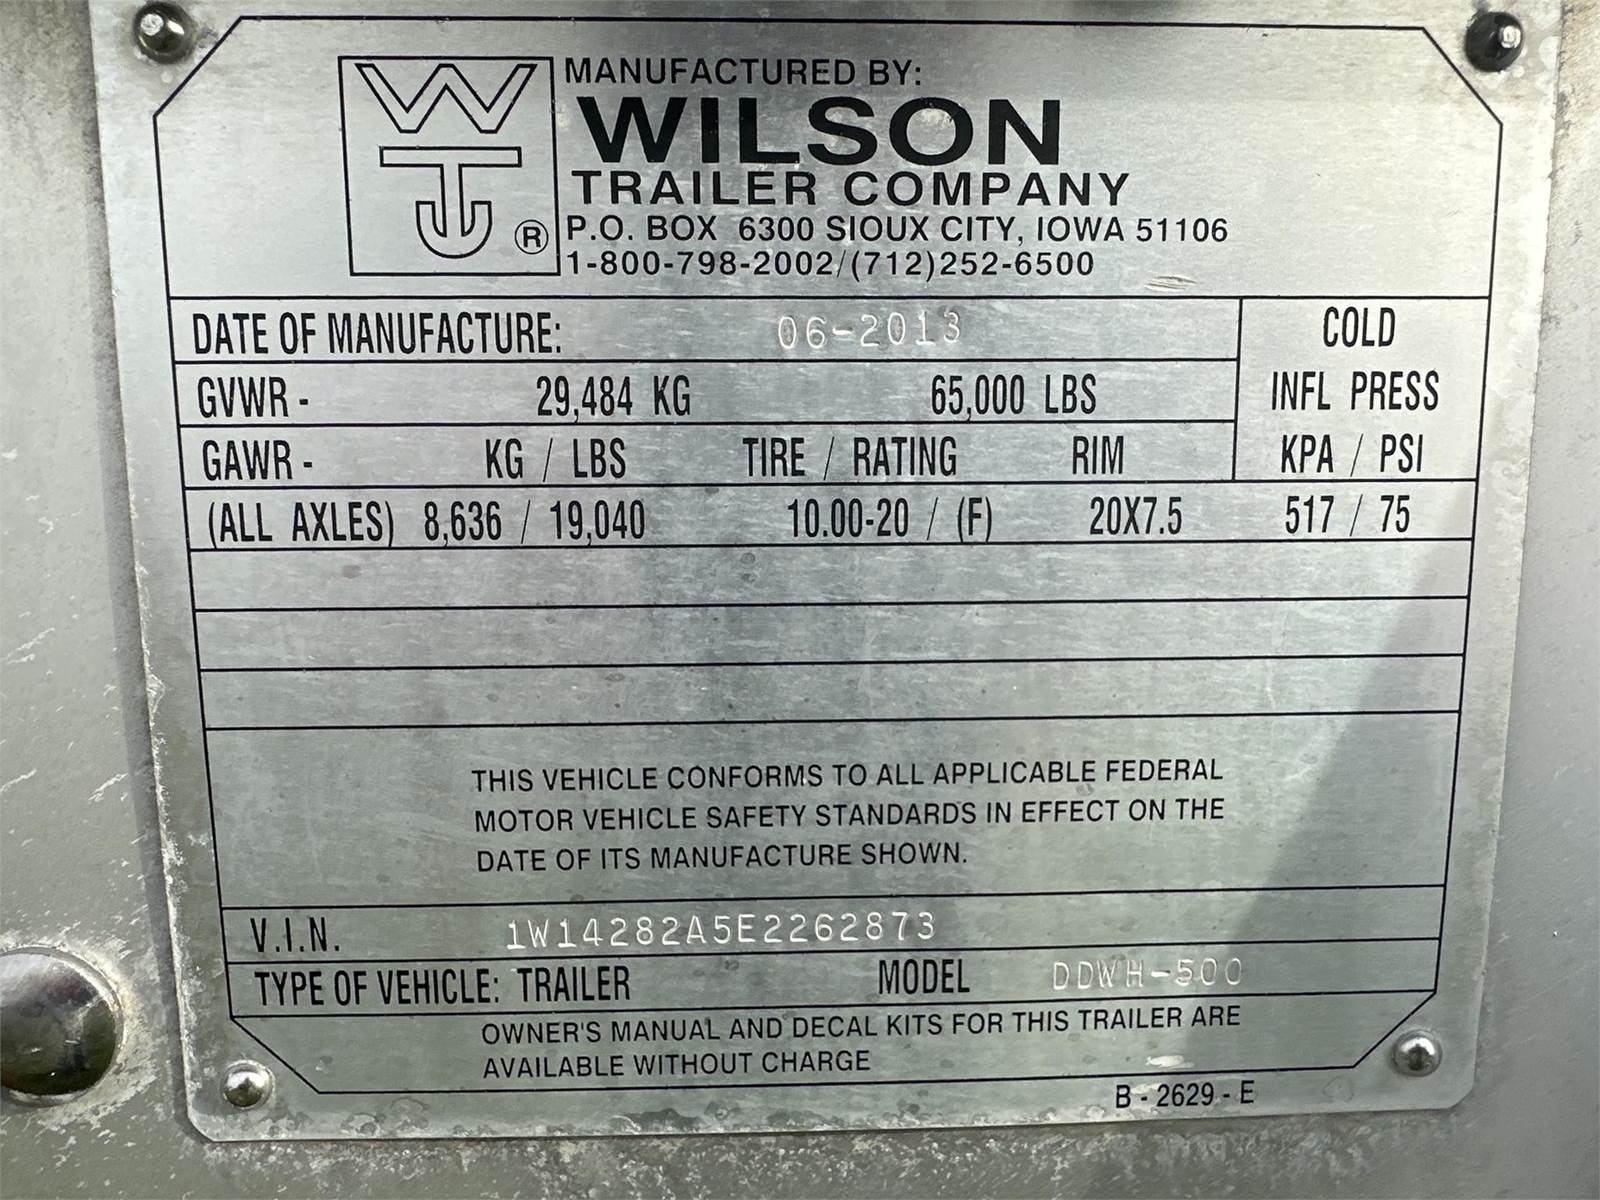 WT ® MANUFACTURED BY:
WILSON
TRAILER COMPANY
P.O. BOX 6300 SIOUX CITY, IOWA 51106
1-800-798-2002/(712)252-6500
DATE OF MANUFACTURE: 06-2013 COLD
GVWR - 29,484 KG 65,000 LBS INFL PRESS
GAWR - KG / LBS TIRE / RATING RIM KPA / PSI
(ALL AXLES) 8,636 / 19,040 10.00-20 / (F) 20X7.5 517 / 75
THIS VEHICLE CONFORMS TO ALL APPLICABLE FEDERAL
MOTOR VEHICLE SAFETY STANDARDS IN EFFECT ON THE
DATE OF ITS MANUFACTURE SHOWN.
V.I.N. 1W14282A5E2262873
TYPE OF VEHICLE: TRAILER MODEL DDWH-500
OWNER'S MANUAL AND DECAL KITS FOR THIS TRAILER ARE
AVAILABLE WITHOUT CHARGE
B - 2629 - E